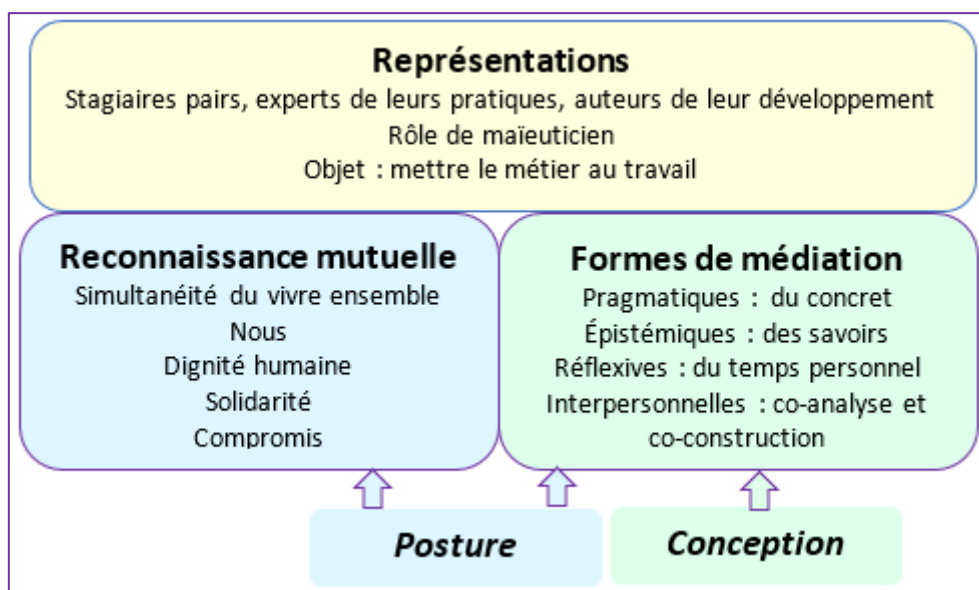 Représentations
Stagiaires pairs, experts de leurs pratiques, auteurs de leur développement
Rôle de maïeuticien
Objet : mettre le métier au travail
Reconnaissance mutuelle
Simultanéité du vivre ensemble
Nous
Dignité humaine
Solidarité
Compromis
Formes de médiation
Pragmatiques : du concret
Épistémiques : des savoirs
Réflexives : du temps personnel
Interpersonnelles : co-analyse et
co-construction
Posture
Conception